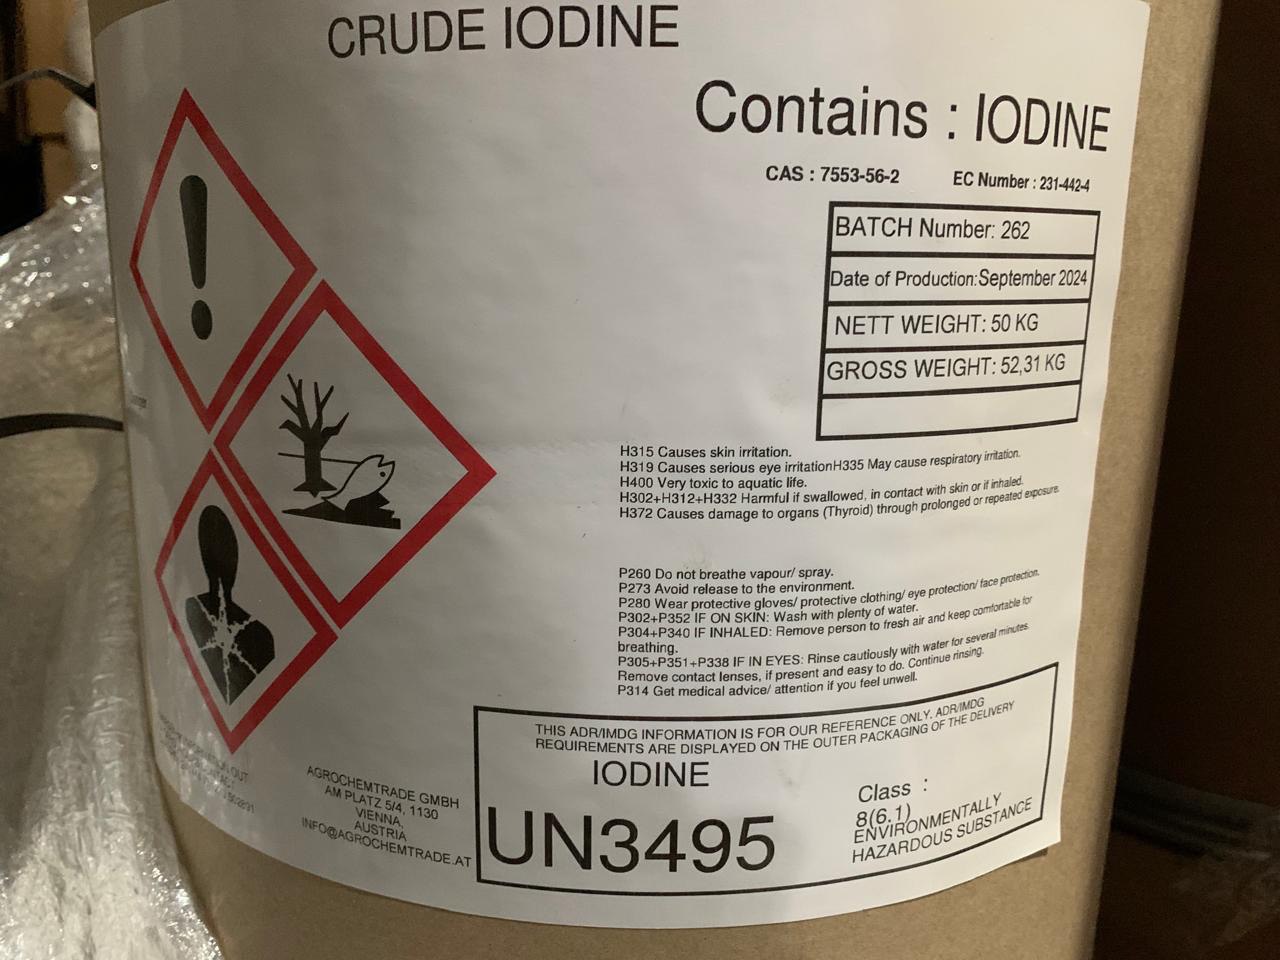 CRUDE IODINE
Contains : IODINE
CAS : 7553-56-2 EC Number : 231-442-4
BATCH Number: 262
Date of Production:September 2024
NETT WEIGHT: 50 KG
GROSS WEIGHT: 52,31 KG
H315 Causes skin irritation.
H319 Causes serious eye irritationH335 May cause respiratory irritation.
H400 Very toxic to aquatic life.
H302+H312+H332 Harmful if swallowed, in contact with skin or if inhaled.
H372 Causes damage to organs (Thyroid) through prolonged or repeated exposure.
P260 Do not breathe vapour/ spray.
P273 Avoid release to the environment.
P280 Wear protective gloves/ protective clothing/ eye protection/ face protection.
P302+P352 IF ON SKIN: Wash with plenty of water.
P304+P340 IF INHALED: Remove person to fresh air and keep comfortable for
breathing.
P305+P351+P338 IF IN EYES: Rinse cautiously with water for several minutes.
Remove contact lenses, if present and easy to do. Continue rinsing.
P314 Get medical advice/ attention if you feel unwell.
THIS ADR/IMDG INFORMATION IS FOR OUR REFERENCE ONLY. ADR/IMDG
REQUIREMENTS ARE DISPLAYED ON THE OUTER PACKAGING OF THE DELIVERY
IODINE
UN3495
Class :
8(6.1)
ENVIRONMENTALLY
HAZARDOUS SUBSTANCE
AGROCHEMTRADE GMBH
AM PLATZ 5/4, 1130
VIENNA,
AUSTRIA
INFO@AGROCHEMTRADE.AT
OUT